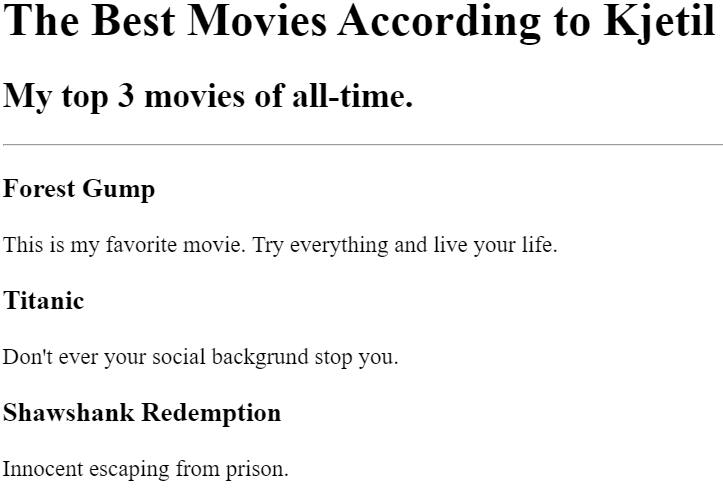 The Best Movies According to Kjetil
My top 3 movies of all-time.
Forest Gump
This is my favorite movie. Try everything and live your life.
Titanic
Don't ever your social backgrund stop you.
Shawshank Redemption
Innocent escaping from prison.